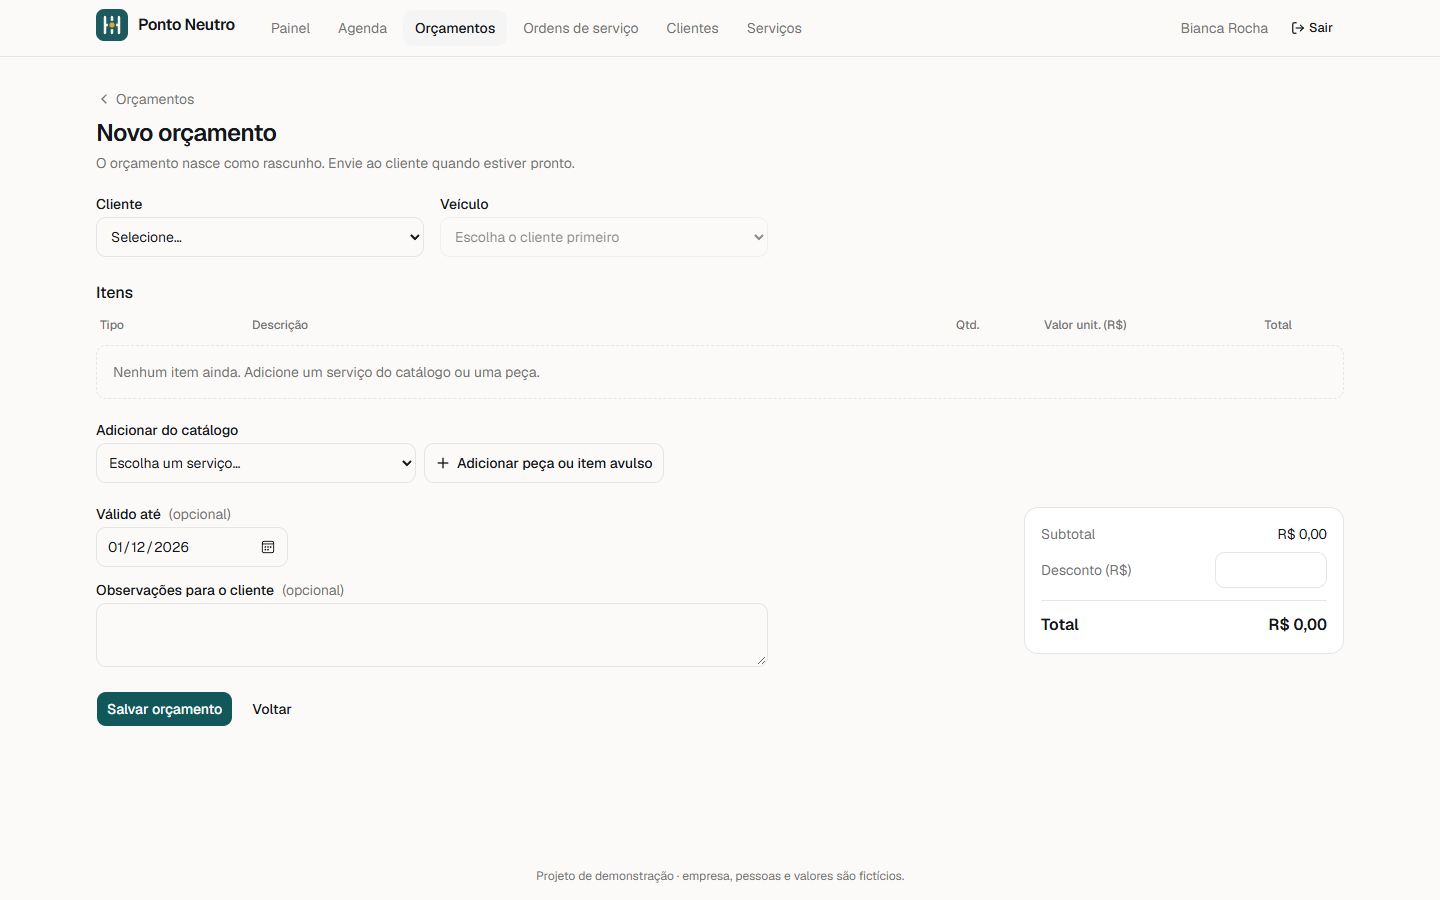 Ponto Neutro Painel Agenda Orçamentos Ordens de serviço Clientes Serviços Bianca Rocha Sair
Orçamentos
Novo orçamento
O orçamento nasce como rascunho. Envie ao cliente quando estiver pronto.
Cliente Veículo
Selecione... Escolha o cliente primeiro
Itens
Tipo Descrição Qtd. Valor unit. (R$) Total
Nenhum item ainda. Adicione um serviço do catálogo ou uma peça.
Adicionar do catálogo
Escolha um serviço... Adicionar peça ou item avulso
Válido até (opcional)
01/12/2026
Observações para o cliente (opcional)
Subtotal R$ 0,00
Desconto (R$)
Total R$ 0,00
Salvar orçamento Voltar
Projeto de demonstração · empresa, pessoas e valores são fictícios.